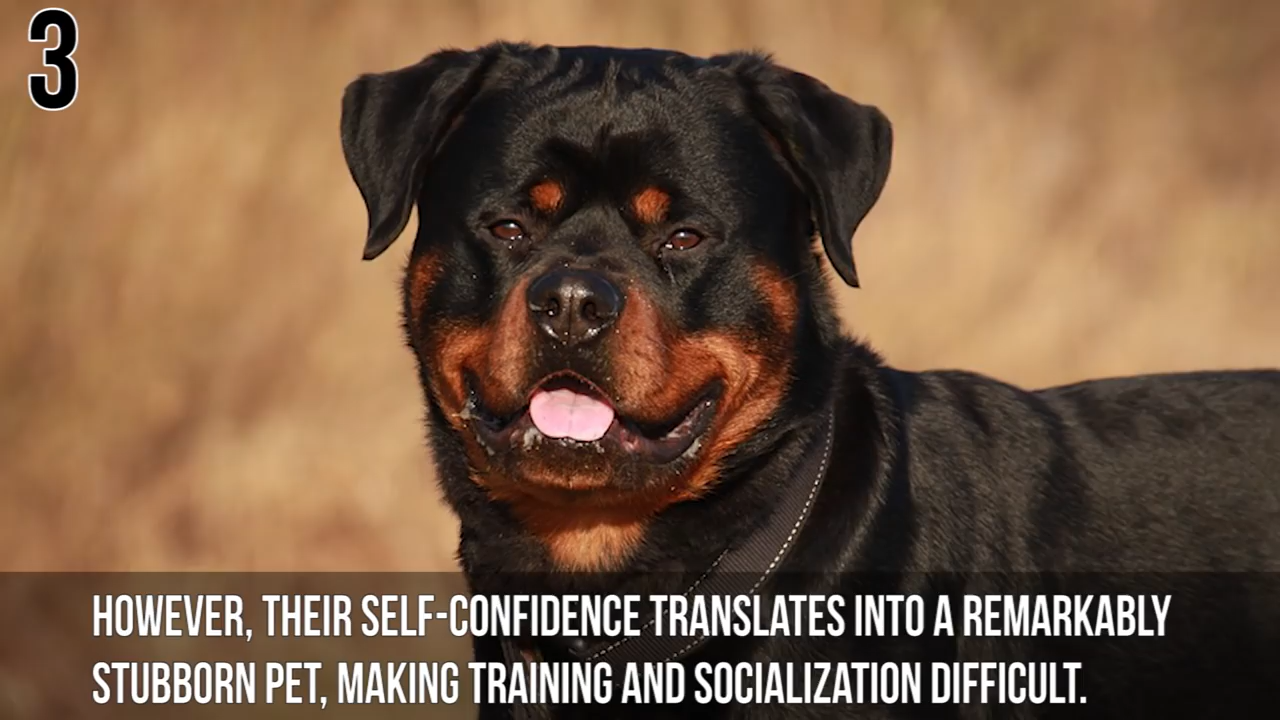 3
HOWEVER, THEIR SELF-CONFIDENCE TRANSLATES INTO A REMARKABLY
STUBBORN PET, MAKING TRAINING AND SOCIALIZATION DIFFICULT.